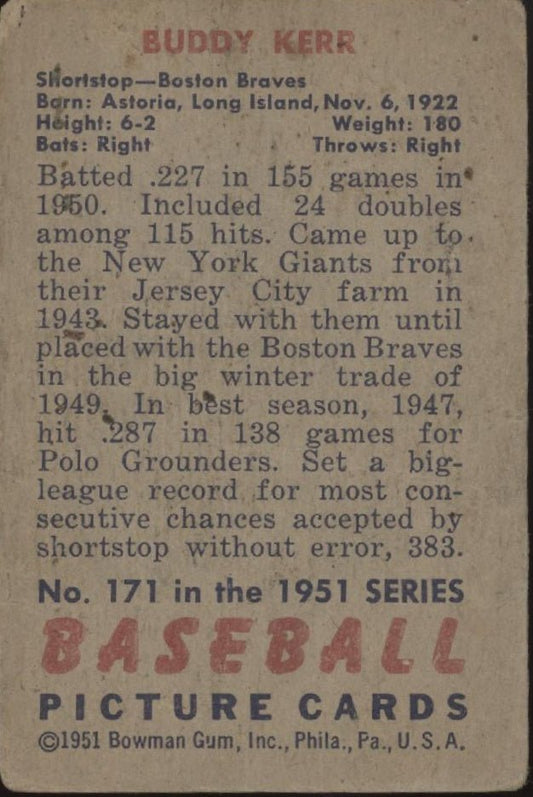 BUDDY KERR
Shortstop—Boston Braves
Born: Astoria, Long Island, Nov. 6, 1922
Height: 6-2 Weight: 180
Bats: Right Throws: Right
Batted .227 in 155 games in
1950. Included 24 doubles
among 115 hits. Came up to
the New York Giants from
their Jersey City farm in
1943. Stayed with them until
placed with the Boston Braves
in the big winter trade of
1949. In best season, 1947,
hit .287 in 138 games for
Polo Grounders. Set a big-
league record for most con-
secutive chances accepted by
shortstop without error, 383.
No. 171 in the 1951 SERIES
BASEBALL
PICTURE CARDS
©1951 Bowman Gum, Inc., Phila., Pa., U. S. A.